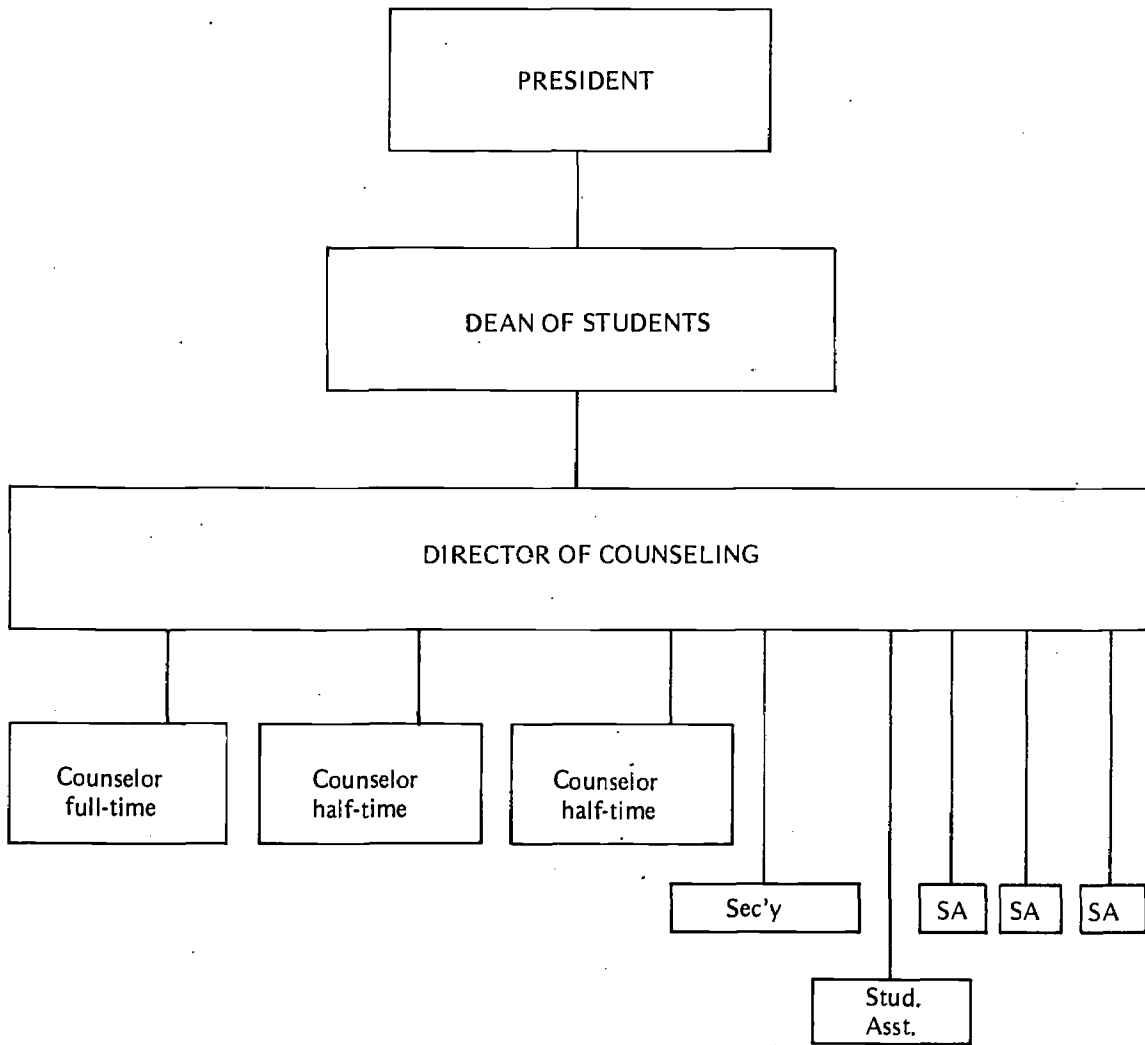 PRESIDENT
DEAN OF STUDENTS
DIRECTOR OF COUNSELING
Counselor
full-time
Counselor
half-time
Counselor
half-time
Sec'y
SA
SA
SA
Stud.
Asst.